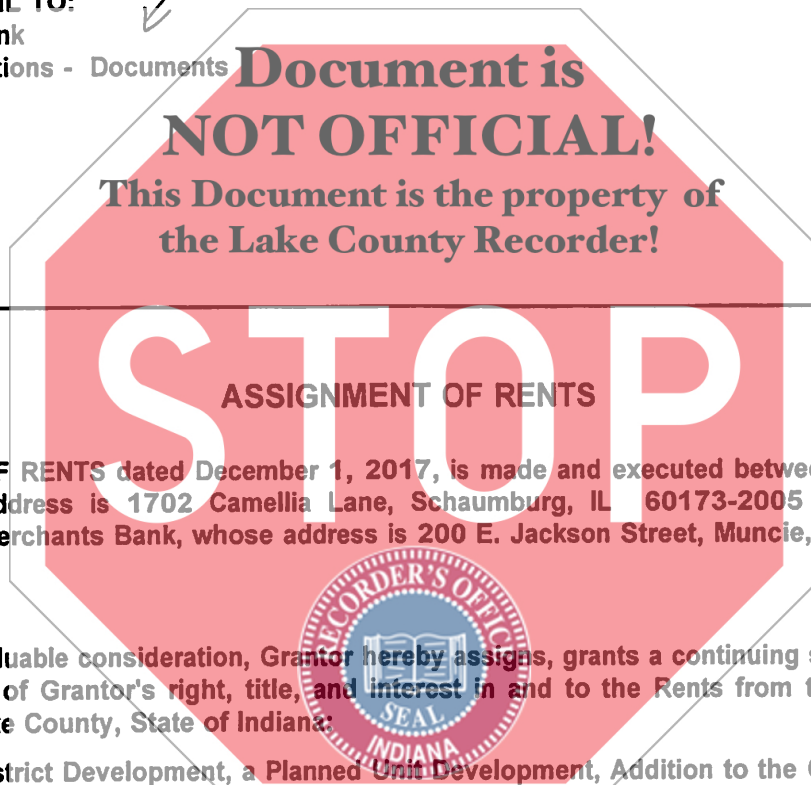 TO:
nk
tions - Documents
Document is
NOT OFFICIAL!
This Document is the property of
the Lake County Recorder!
STOP
ASSIGNMENT OF RENTS
F RENTS dated December 1, 2017, is made and executed betwe
ddress is 1702 Camellia Lane, Schaumburg, IL 60173-2005
erchants Bank, whose address is 200 E. Jackson Street, Muncie,
RECORDER'S OFFIC
luable consideration, Grantor hereby assigns, grants a continuing s
of Grantor's right, title, and interest in and to the Rents from t
e County, State of Indiana:
SEAL
INDIANA
strict Development, a Planned Unit Development, Addition to the